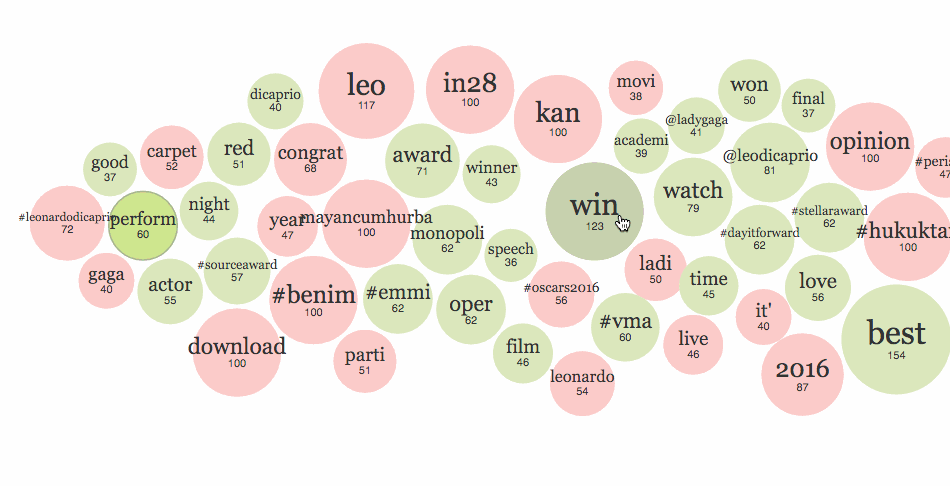 leo
117
in28
100
kan
100
movi
38
won
50
final
37
dicaprio
40
@ladygaga
41
academi
39
opinion
100
good
37
carpet
52
red
51
congrat
68
award
71
winner
43
@leodicaprio
81
47
#leonardodicaprio
72
perform
60
night
44
year
47
mayancumhurba
100
monopoli
62
speech
36
win
123
watch
79
#dayitforward
62
#stellaraward
62
#hukukta
100
gaga
40
actor
55
#sourceaward
57
#benim
100
#emmi
62
oper
62
#oscars2016
56
ladi
50
time
45
it'
40
love
56
download
100
parti
51
film
46
leonardo
54
#vma
60
live
46
2016
87
best
154